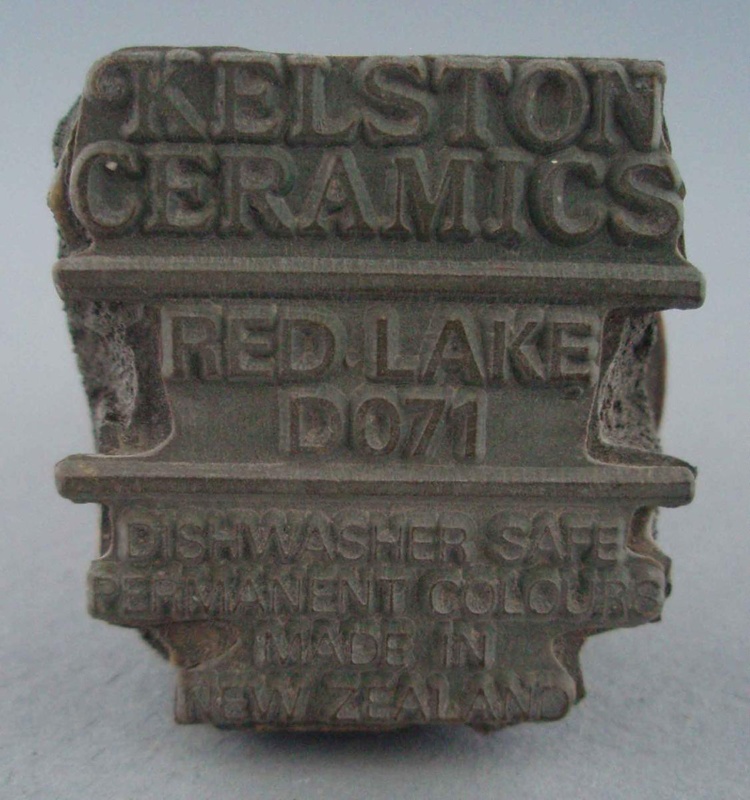 KELSTON
CERAMICS
RED LAKE
D071
DISHWASHER SAFE
PERMANENT COLOURS
MADE IN
NEW ZEALAND